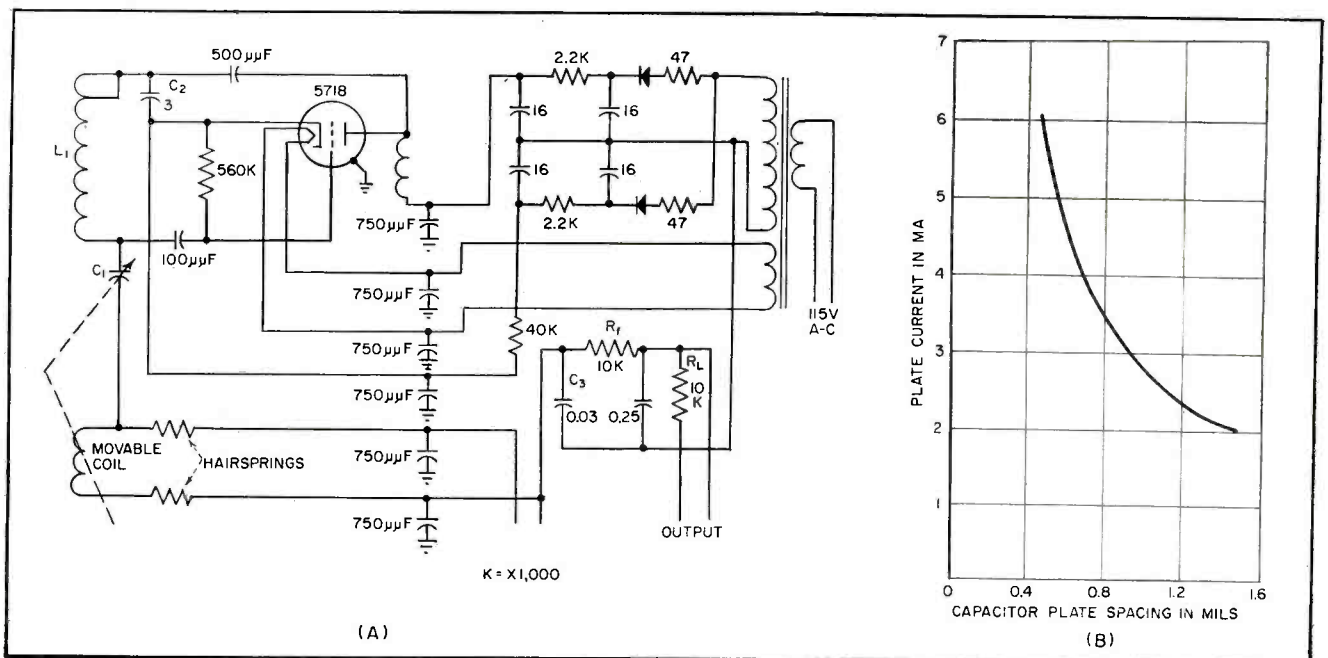 500µµF
C2
3
5718
L1
560K
100µµF
C1
2.2K
47
16
16
16
16
2.2K
47
750µµF
750µµF
750µµF
750µµF
40K
115V
A-C
Rf
10K
C3
0.03
0.25
RL
10
K
MOVABLE
COIL
HAIRSPRINGS
750µµF
750µµF
OUTPUT
K = X1,000
(A)
PLATE CURRENT IN MA
7
6
5
4
3
2
1
0
0.4
0.8
1.2
1.6
CAPACITOR PLATE SPACING IN MILS
(B)